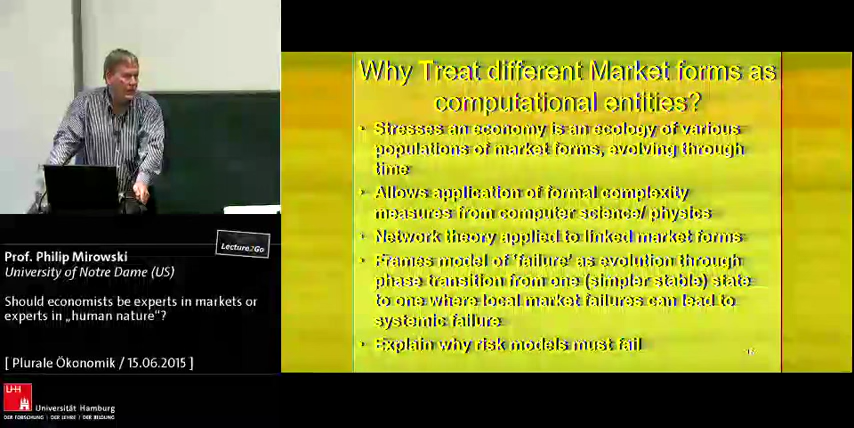 Why Treat different Market forms as
computational entities?
• Stresses an economy is an ecology of various
populations of market forms, evolving through
time
• Allows application of formal complexity
measures from computer science/ physics
• Network theory applied to linked market forms
• Frames model of 'failure' as evolution through
phase transition from one (simpler stable) state
to one where local market failures can lead to
systemic failure
• Explain why risk models must fail
Lecture2Go
Prof. Philip Mirowski
University of Notre Dame (US)
Should economists be experts in markets or
experts in „human nature“?
[ Plurale Ökonomik / 15.06.2015 ]
UHH
Universität Hamburg
DER FORSCHUNG | DER LEHRE | DER BILDUNG